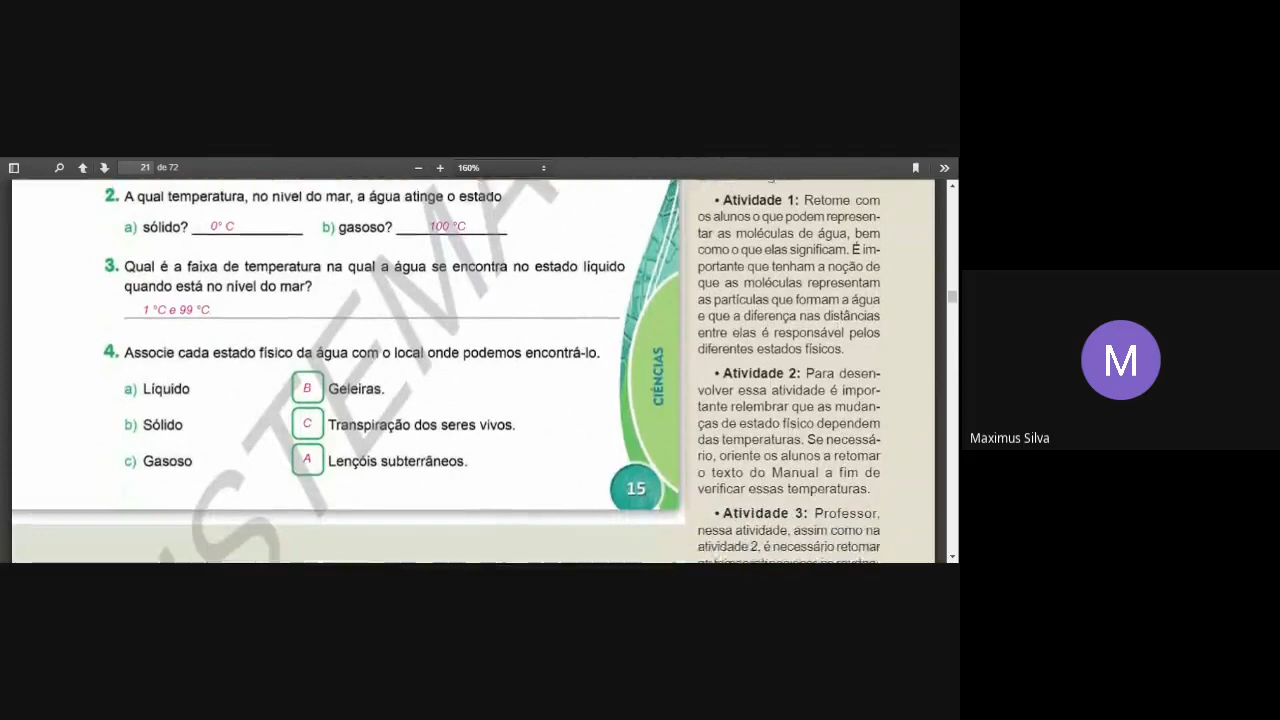 21 de 72
160%
2. A qual temperatura, no nível do mar, a água atinge o estado
a) sólido? 0° C b) gasoso? 100 °C
3. Qual é a faixa de temperatura na qual a água se encontra no estado líquido
quando está no nível do mar?
1 °C e 99 °C
4. Associe cada estado físico da água com o local onde podemos encontrá-lo.
a) Líquido B Geleiras.
b) Sólido C Transpiração dos seres vivos.
c) Gasoso A Lençóis subterrâneos.
CIÊNCIAS
15
SISTEMA
• Atividade 1: Retome com
os alunos o que podem represen-
tar as moléculas de água, bem
como o que elas significam. É im-
portante que tenham a noção de
que as moléculas representam
as partículas que formam a água
e que a diferença nas distâncias
entre elas é responsável pelos
diferentes estados físicos.
• Atividade 2: Para desen-
volver essa atividade é impor-
tante relembrar que as mudan-
ças de estado físico dependem
das temperaturas. Se necessá-
rio, oriente os alunos a retomar
o texto do Manual a fim de
verificar essas temperaturas.
• Atividade 3: Professor,
nessa atividade, assim como na
atividade 2, é necessário retomar
M
Maximus Silva